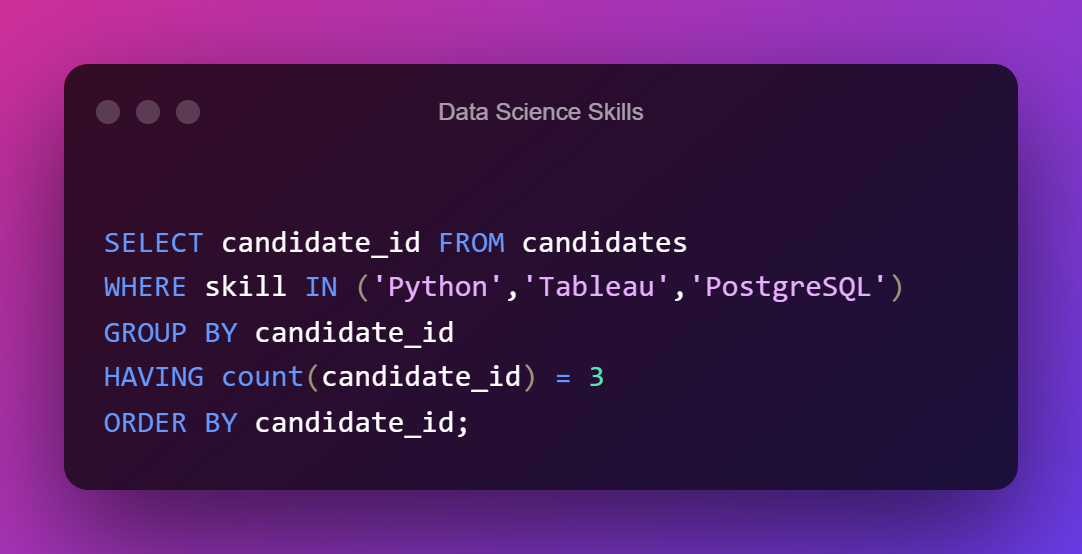 Data Science Skills
SELECT candidate_id FROM candidates
WHERE skill IN ('Python','Tableau','PostgreSQL')
GROUP BY candidate_id
HAVING count(candidate_id) = 3
ORDER BY candidate_id;